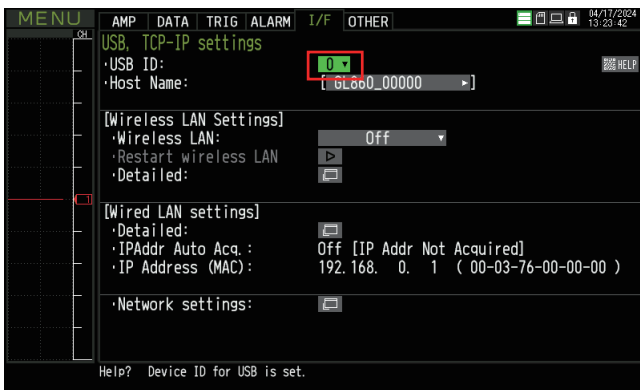 MENU
AMP DATA TRIG ALARM I/F OTHER
04/17/2024
13:23:42
CH
USB, TCP-IP settings
･USB ID: 0
HELP
･Host Name: [ GL860_00000 ]
[Wireless LAN Settings]
･Wireless LAN: Off
･Restart wireless LAN
･Detailed:
[Wired LAN settings]
･Detailed:
･IPAddr Auto Acq.: Off [IP Addr Not Acquired]
･IP Address (MAC): 192.168. 0. 1 ( 00-03-76-00-00-00 )
･Network settings:
Help? Device ID for USB is set.